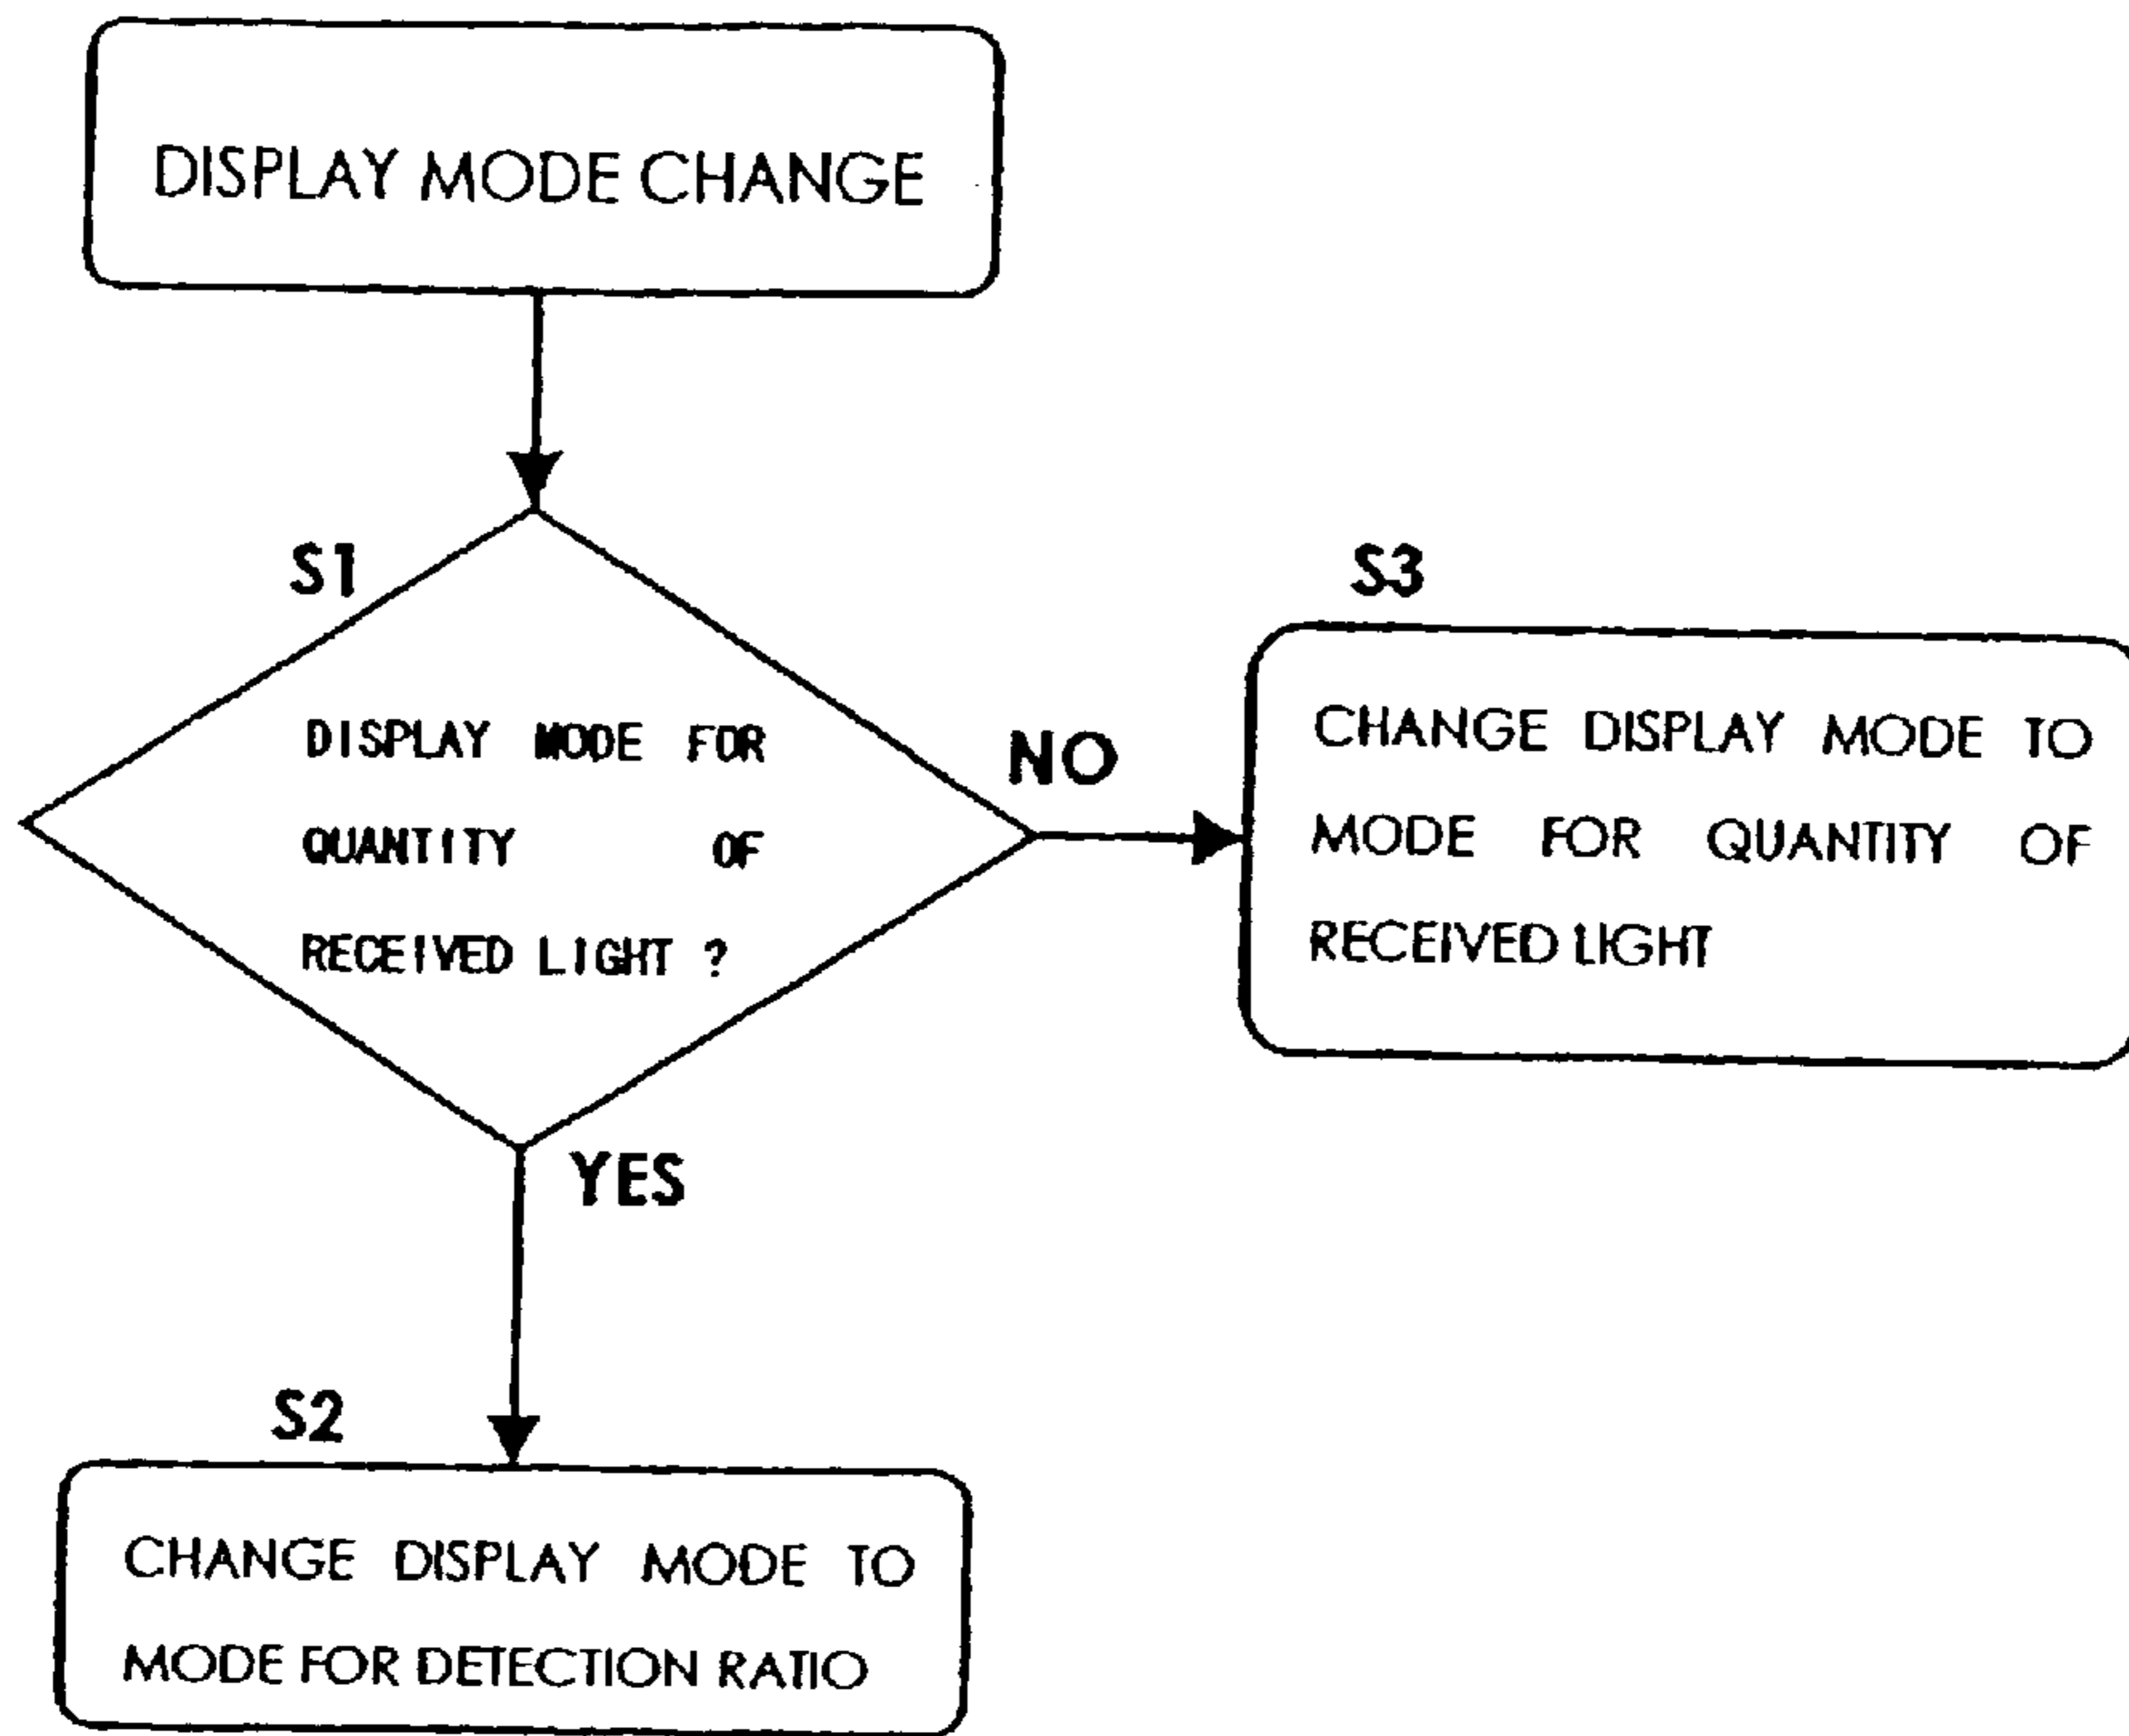 DISPLAY MODE CHANGE
S1
DISPLAY MODE FOR
QUANTITY OF
RECEIVED LIGHT ?
NO
YES
S3
CHANGE DISPLAY MODE TO
MODE FOR QUANTITY OF
RECEIVED LIGHT
S2
CHANGE DISPLAY MODE TO
MODE FOR DETECTION RATIO